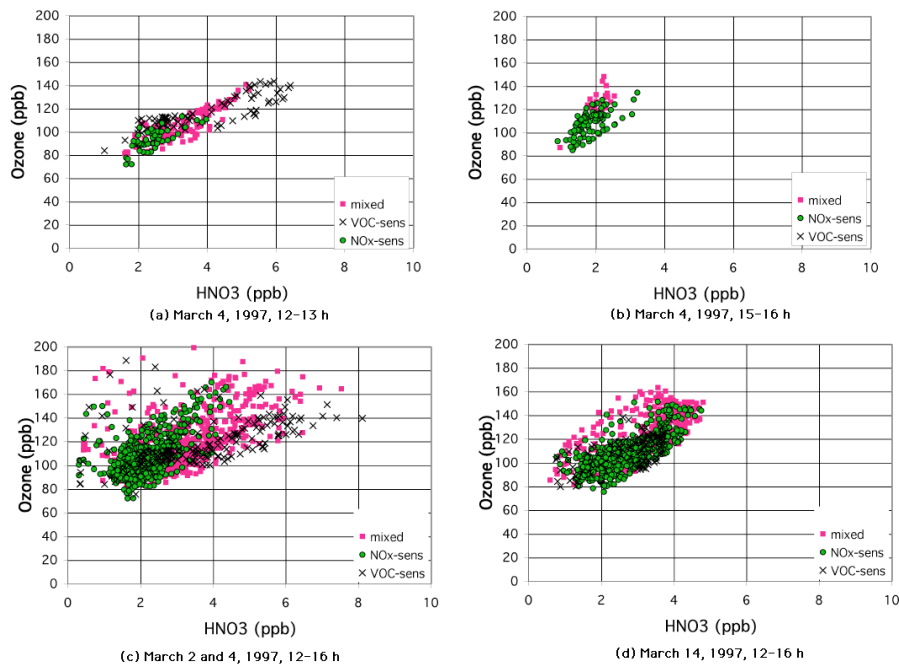 200
180
160
140
120
100
80
60
40
20
0
Ozone (ppb)
mixed
VOC-sens
NOx-sens
0 2 4 6 8 10
HNO3 (ppb)
(a) March 4, 1997, 12-13 h
200
180
160
140
120
100
80
60
40
20
0
Ozone (ppb)
mixed
NOx-sens
VOC-sens
0 2 4 6 8 10
HNO3 (ppb)
(b) March 4, 1997, 15-16 h
200
180
160
140
120
100
80
60
40
20
0
Ozone (ppb)
mixed
NOx-sens
VOC-sens
0 2 4 6 8 10
HNO3 (ppb)
(c) March 2 and 4, 1997, 12-16 h
200
180
160
140
120
100
80
60
40
20
0
Ozone (ppb)
mixed
NOx-sens
VOC-sens
0 2 4 6 8 10
HNO3 (ppb)
(d) March 14, 1997, 12-16 h